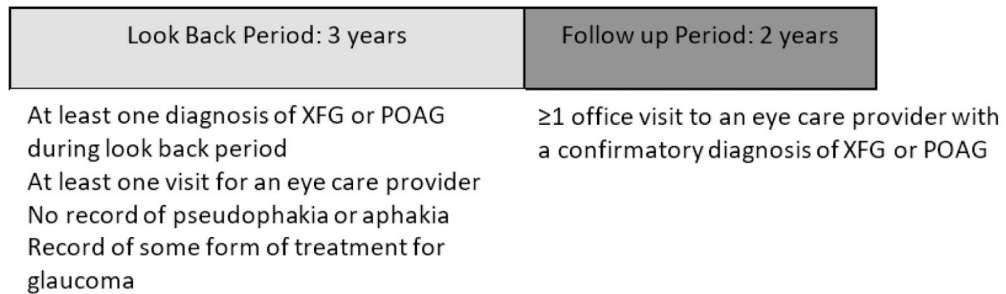 Look Back Period: 3 years
Follow up Period: 2 years
At least one diagnosis of XFG or POAG
during look back period
At least one visit for an eye care provider
No record of pseudophakia or aphakia
Record of some form of treatment for
glaucoma
≥1 office visit to an eye care provider with
a confirmatory diagnosis of XFG or POAG